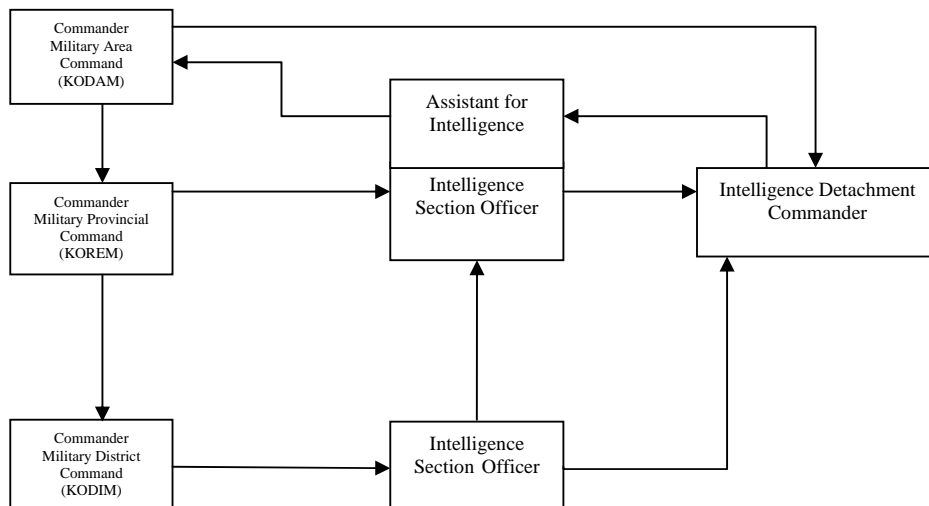 Commander
Military Area
Command
(KODAM)
Assistant for
Intelligence
Commander
Military Provincial
Command
(KOREM)
Intelligence
Section Officer
Intelligence Detachment
Commander
Commander
Military District
Command
(KODIM)
Intelligence
Section Officer